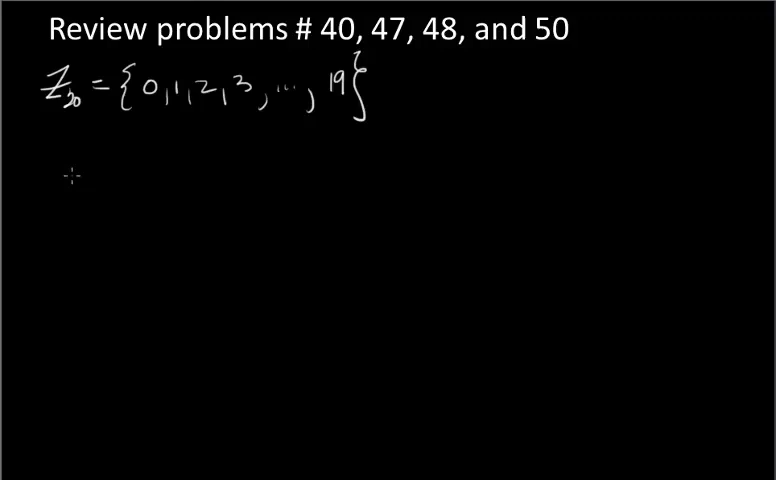 Review problems # 40, 47, 48, and 50
Z₂₀ = {0, 1, 2, 3, ..., 19}